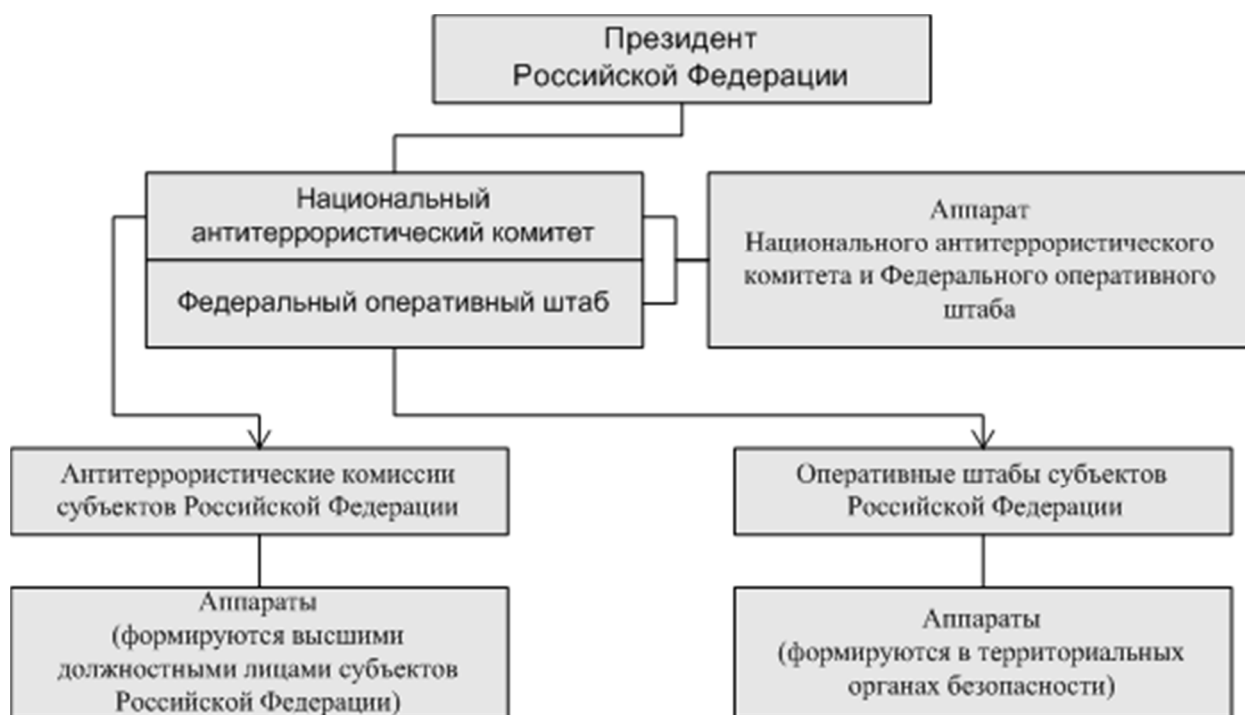 Президент
Российской Федерации
Национальный
антитеррористический комитет
Федеральный оперативный штаб
Аппарат
Национального антитеррористического
комитета и Федерального оперативного
штаба
Антитеррористические комиссии
субъектов Российской Федерации
Оперативные штабы субъектов
Российской Федерации
Аппараты
(формируются высшими
должностными лицами субъектов
Российской Федерации)
Аппараты
(формируются в территориальных
органах безопасности)